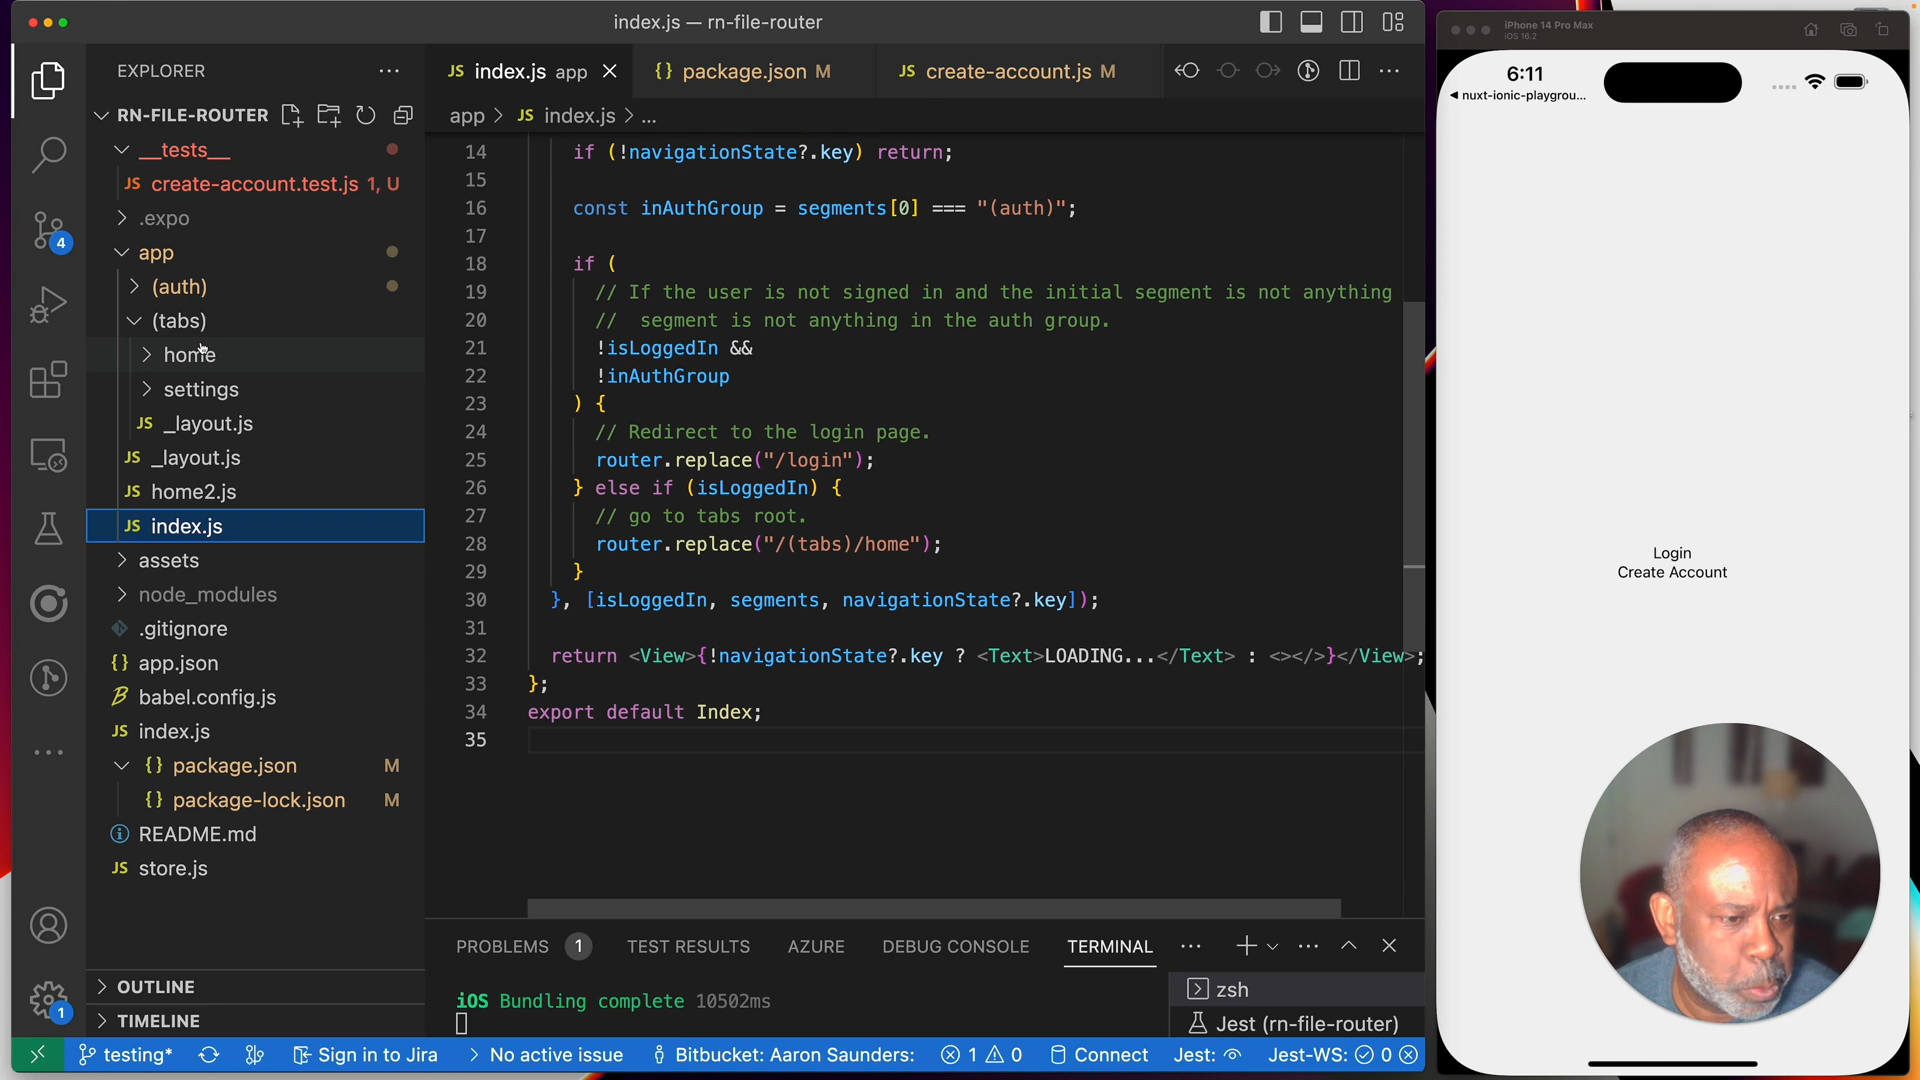 index.js — rn-file-router
EXPLORER
RN-FILE-ROUTER
__tests__
JS create-account.test.js 1, U
.expo
app
(auth)
(tabs)
home
settings
JS _layout.js
JS _layout.js
JS home2.js
JS index.js
assets
node_modules
.gitignore
{} app.json
babel.config.js
JS index.js
{} package.json M
{} package-lock.json M
README.md
JS store.js
OUTLINE
TIMELINE
4
1
JS index.js app
{} package.json M
JS create-account.js M
app > JS index.js > ...
14 if (!navigationState?.key) return;
15
16 const inAuthGroup = segments[0] === "(auth)";
17
18 if (
19 // If the user is not signed in and the initial segment is not anything
20 //  segment is not anything in the auth group.
21 !isLoggedIn &&
22 !inAuthGroup
23 ) {
24 // Redirect to the login page.
25 router.replace("/login");
26 } else if (isLoggedIn) {
27 // go to tabs root.
28 router.replace("/(tabs)/home");
29 }
30 }, [isLoggedIn, segments, navigationState?.key]);
31
32 return <View>{!navigationState?.key ? <Text>LOADING...</Text> : <></>}</View>;
33 };
34 export default Index;
35
PROBLEMS 1 TEST RESULTS AZURE DEBUG CONSOLE TERMINAL
iOS Bundling complete 10502ms
zsh
Jest (rn-file-router)
testing* Sign in to Jira No active issue Bitbucket: Aaron Saunders: 1 0 Connect Jest: Jest-WS: 0
iPhone 14 Pro Max
iOS 16.2
6:11
nuxt-ionic-playgrou...
Login
Create Account